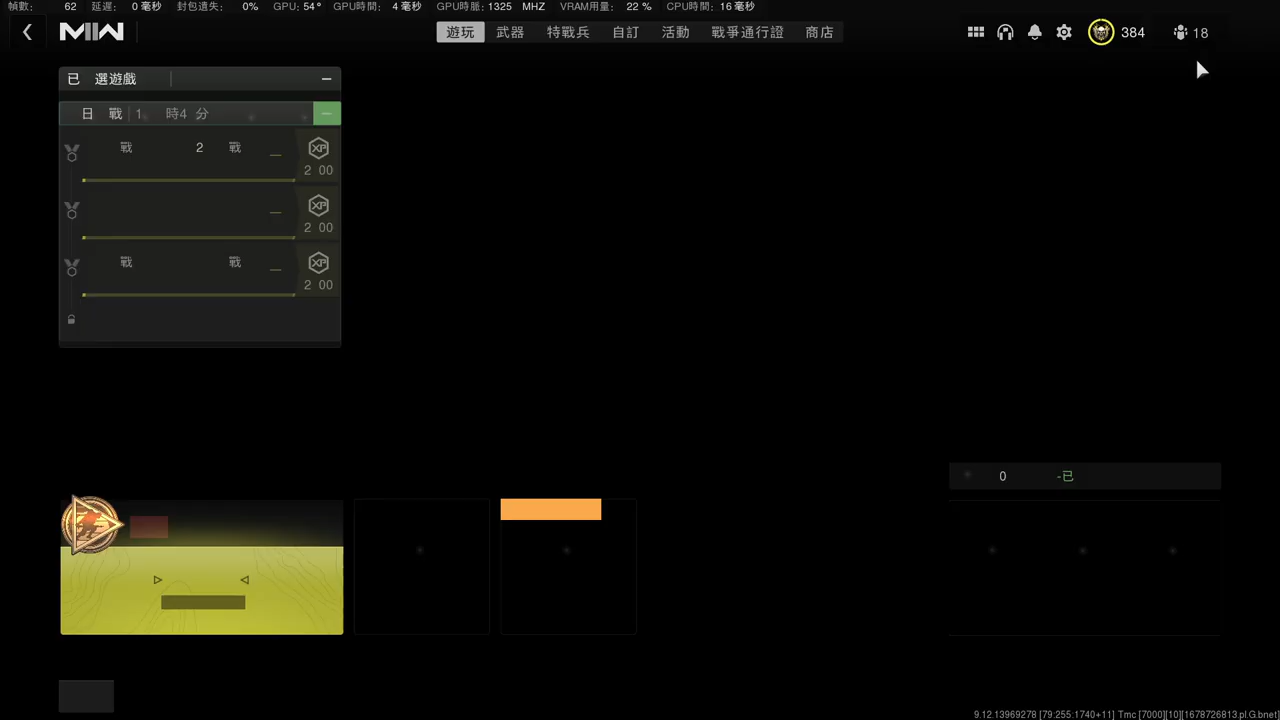 幀數: 62 延遲: 0 毫秒 封包遺失: 0% GPU: 54° GPU時間: 4 毫秒 GPU時脈: 1325 MHZ VRAM用量: 22 % CPU時間: 16 毫秒
MW 遊玩 武器 特戰兵 自訂 活動 戰爭通行證 商店 384 18
已 選遊戲
日 戰 1 時4 分
戰 2 戰
XP
2 00
XP
2 00
戰 戰
XP
2 00
0 -已
9.12.13969278 [79:255:1740+11] Tmc [7000][10][1678726813.pl.G.bnet]